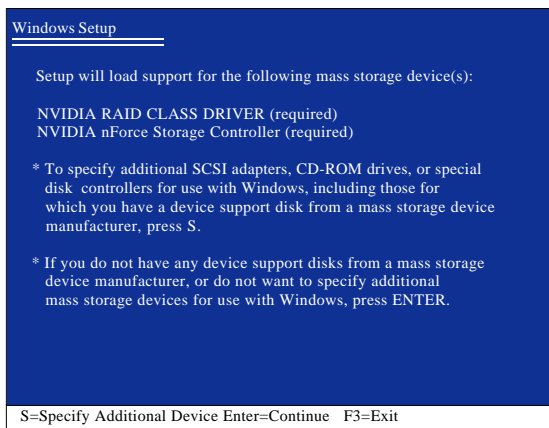 Windows Setup
Setup will load support for the following mass storage device(s):
NVIDIA RAID CLASS DRIVER (required)
NVIDIA nForce Storage Controller (required)
* To specify additional SCSI adapters, CD-ROM drives, or special
disk controllers for use with Windows, including those for
which you have a device support disk from a mass storage device
manufacturer, press S.
* If you do not have any device support disks from a mass storage
device manufacturer, or do not want to specify additional
mass storage devices for use with Windows, press ENTER.
S=Specify Additional Device Enter=Continue F3=Exit